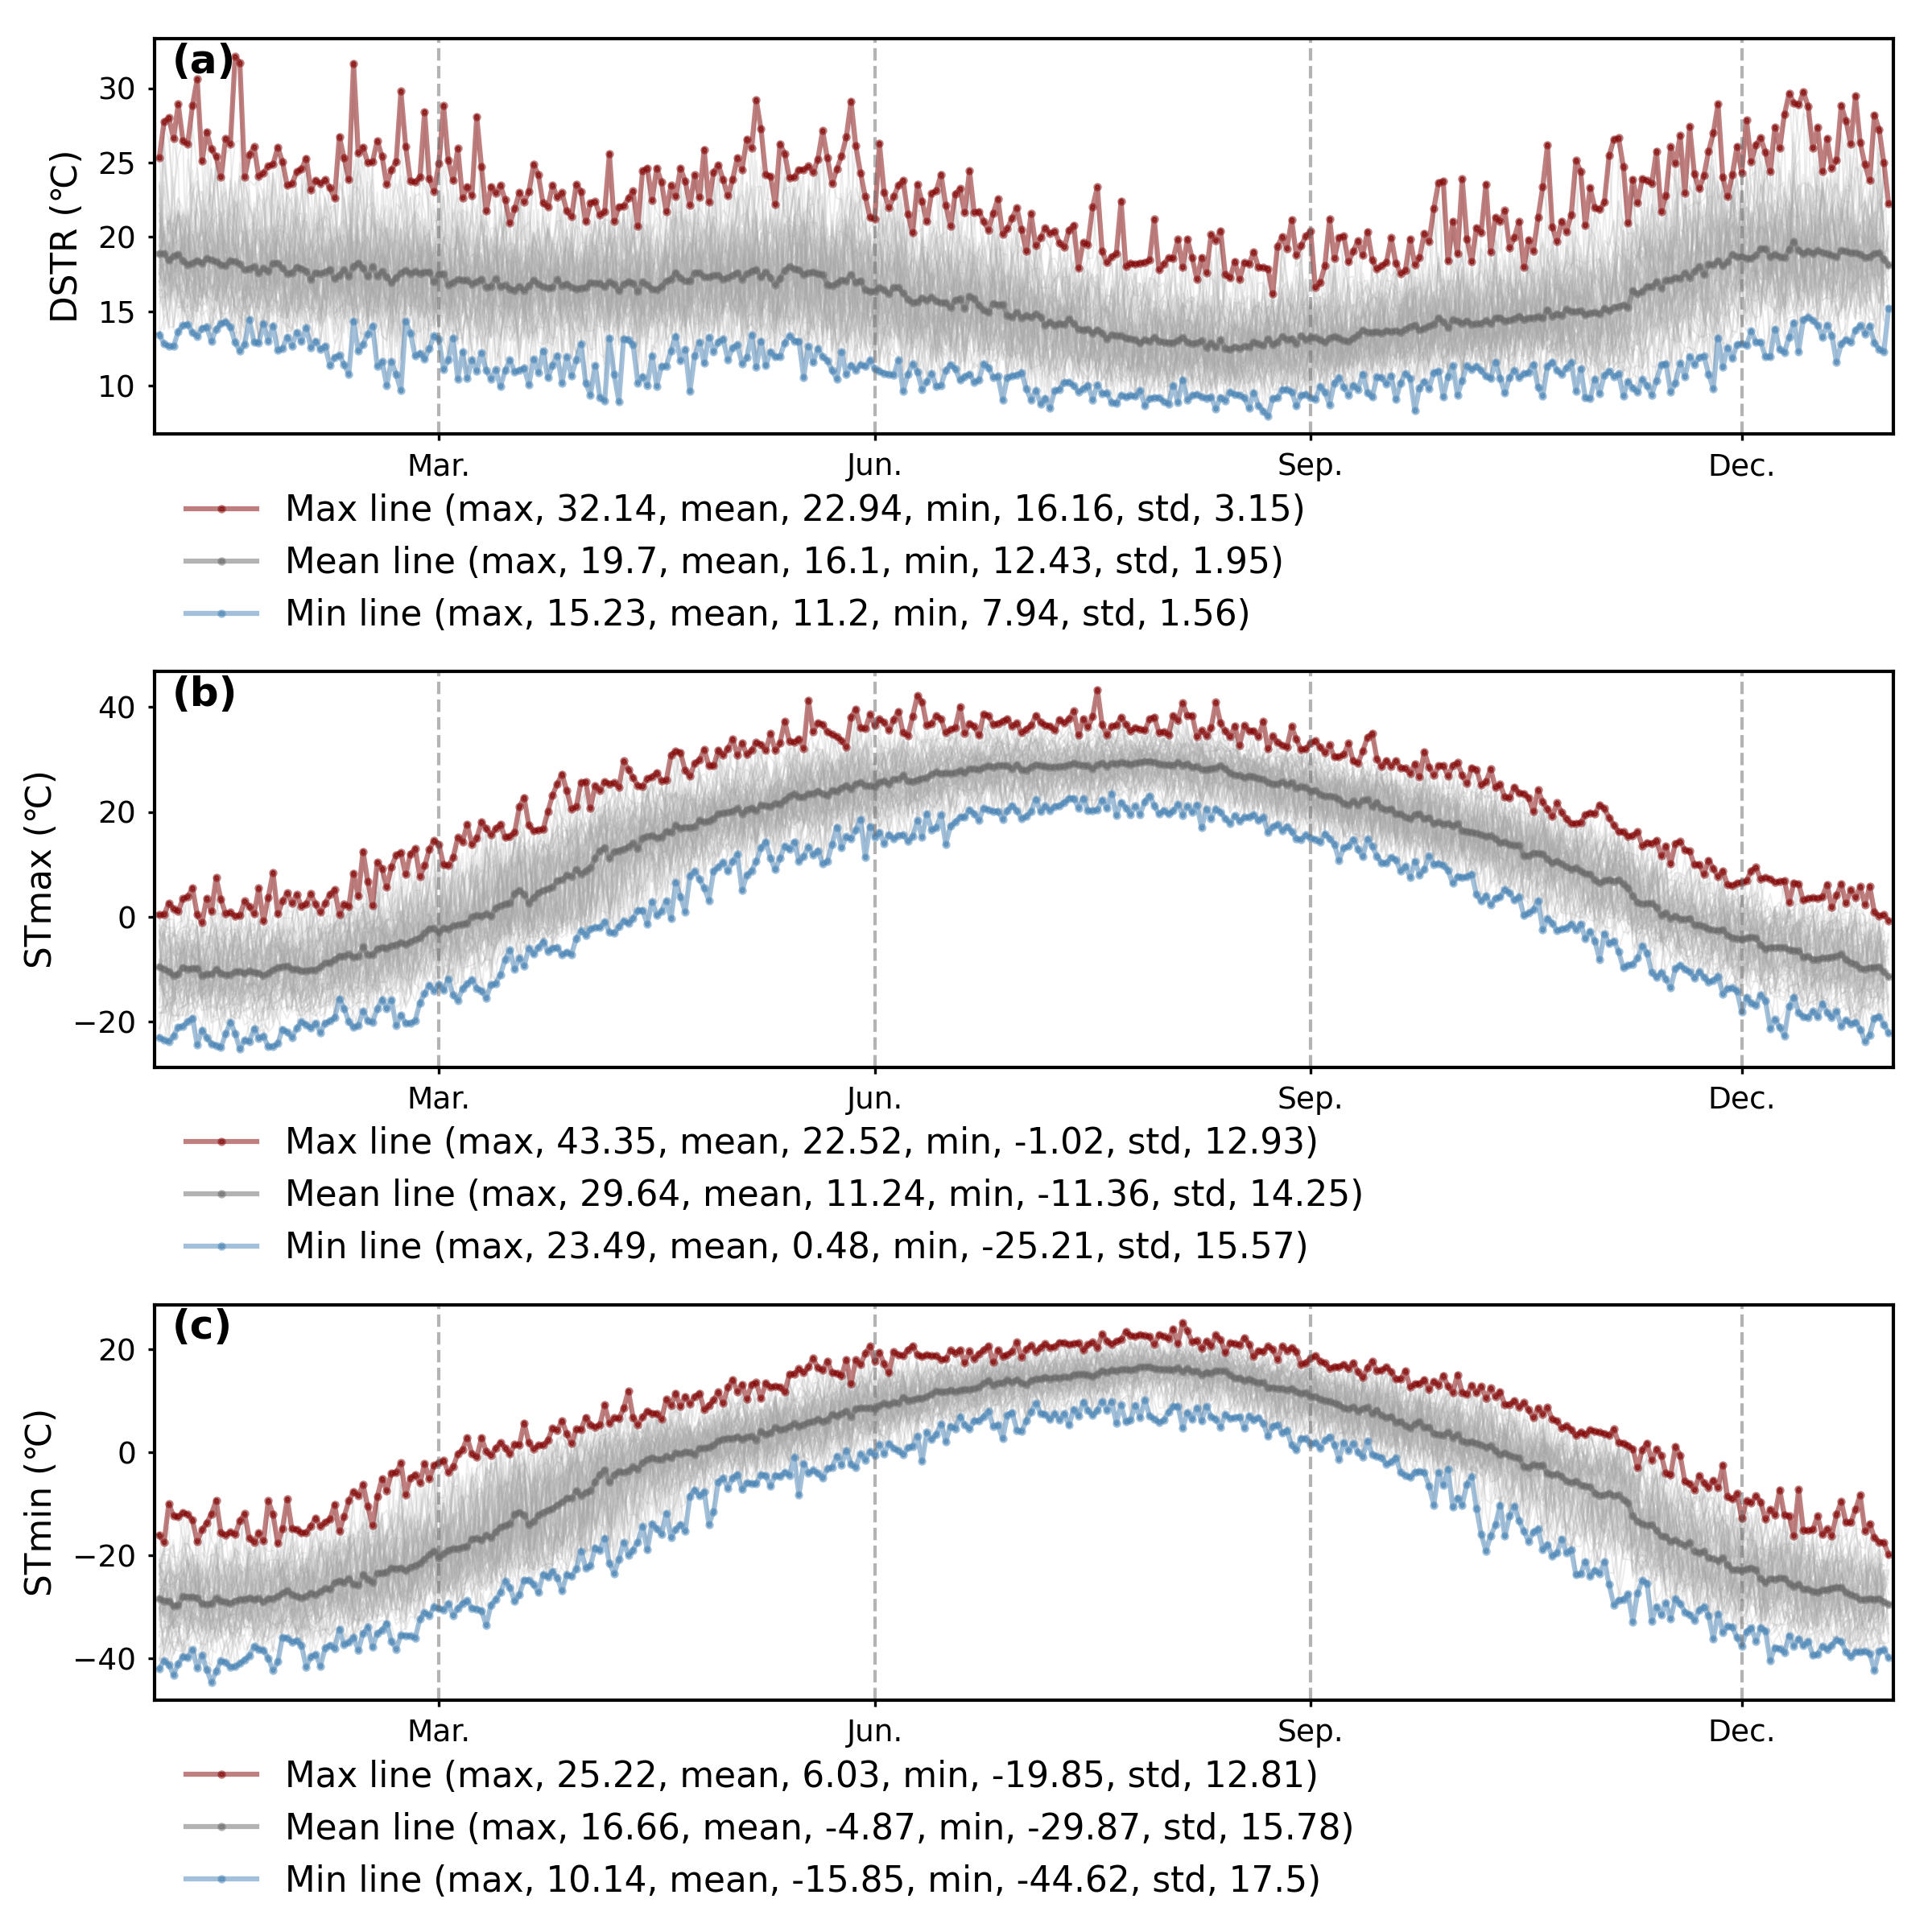 (a)
30
25
20
15
10
DSTR (℃)
Mar. Jun. Sep. Dec.
Max line (max, 32.14, mean, 22.94, min, 16.16, std, 3.15)
Mean line (max, 19.7, mean, 16.1, min, 12.43, std, 1.95)
Min line (max, 15.23, mean, 11.2, min, 7.94, std, 1.56)
(b)
40
20
0
−20
STmax (℃)
Mar. Jun. Sep. Dec.
Max line (max, 43.35, mean, 22.52, min, -1.02, std, 12.93)
Mean line (max, 29.64, mean, 11.24, min, -11.36, std, 14.25)
Min line (max, 23.49, mean, 0.48, min, -25.21, std, 15.57)
(c)
20
0
−20
−40
STmin (℃)
Mar. Jun. Sep. Dec.
Max line (max, 25.22, mean, 6.03, min, -19.85, std, 12.81)
Mean line (max, 16.66, mean, -4.87, min, -29.87, std, 15.78)
Min line (max, 10.14, mean, -15.85, min, -44.62, std, 17.5)